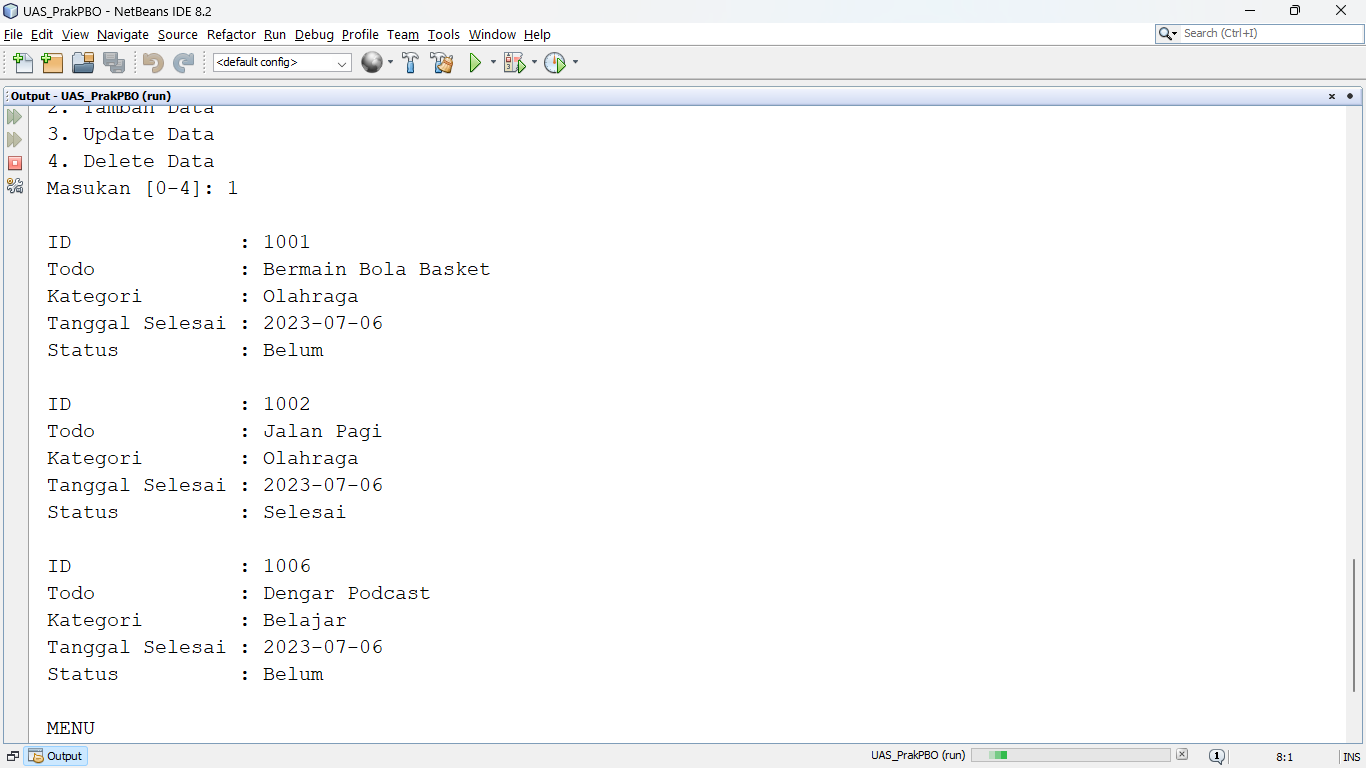 UAS_PrakPBO - NetBeans IDE 8.2
File Edit View Navigate Source Refactor Run Debug Profile Team Tools Window Help
Search (Ctrl+I)
<default config>
Output - UAS_PrakPBO (run)
2. Tambah Data
3. Update Data
4. Delete Data
Masukan [0-4]: 1
ID : 1001
Todo : Bermain Bola Basket
Kategori : Olahraga
Tanggal Selesai : 2023-07-06
Status : Belum
ID : 1002
Todo : Jalan Pagi
Kategori : Olahraga
Tanggal Selesai : 2023-07-06
Status : Selesai
ID : 1006
Todo : Dengar Podcast
Kategori : Belajar
Tanggal Selesai : 2023-07-06
Status : Belum
MENU
Output UAS_PrakPBO (run) 1 8:1 INS